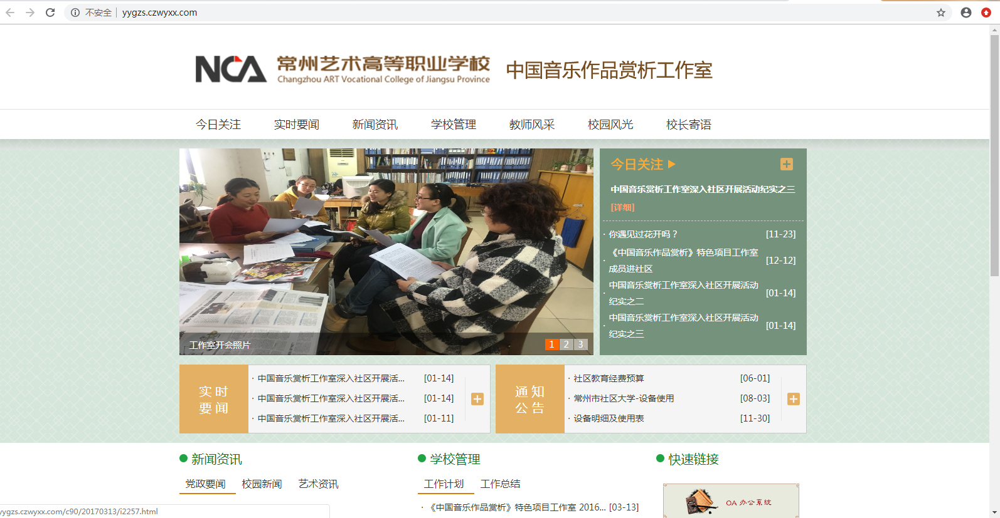 不安全 yygzs.czwyxx.com
NCA 常州艺术高等职业学校
Changzhou ART Vocational College of Jiangsu Province
中国音乐作品赏析工作室
今日关注 实时要闻 新闻资讯 学校管理 教师风采 校园风光 校长寄语
工作室开会照片
1 2 3
今日关注
中国音乐赏析工作室深入社区开展活动纪实之三
[详细]
· 你遇见过花开吗？ [11-23]
· 《中国音乐作品赏析》特色项目工作室
成员进社区 [12-12]
· 中国音乐赏析工作室深入社区开展活动
纪实之二 [01-14]
· 中国音乐赏析工作室深入社区开展活动
纪实之三 [01-14]
实时
要闻
· 中国音乐赏析工作室深入社区开展活... [01-14]
· 中国音乐赏析工作室深入社区开展活... [01-14]
· 中国音乐赏析工作室深入社区开展活... [01-11]
通知
公告
· 社区教育经费预算 [06-01]
· 常州市社区大学-设备使用 [08-03]
· 设备明细及使用表 [11-30]
新闻资讯
党政要闻 校园新闻 艺术资讯
学校管理
工作计划 工作总结
· 《中国音乐作品赏析》特色项目工作室 2016... [03-13]
快速链接
OA 办公系统
yygzs.czwyxx.com/c90/20170313/i2257.html